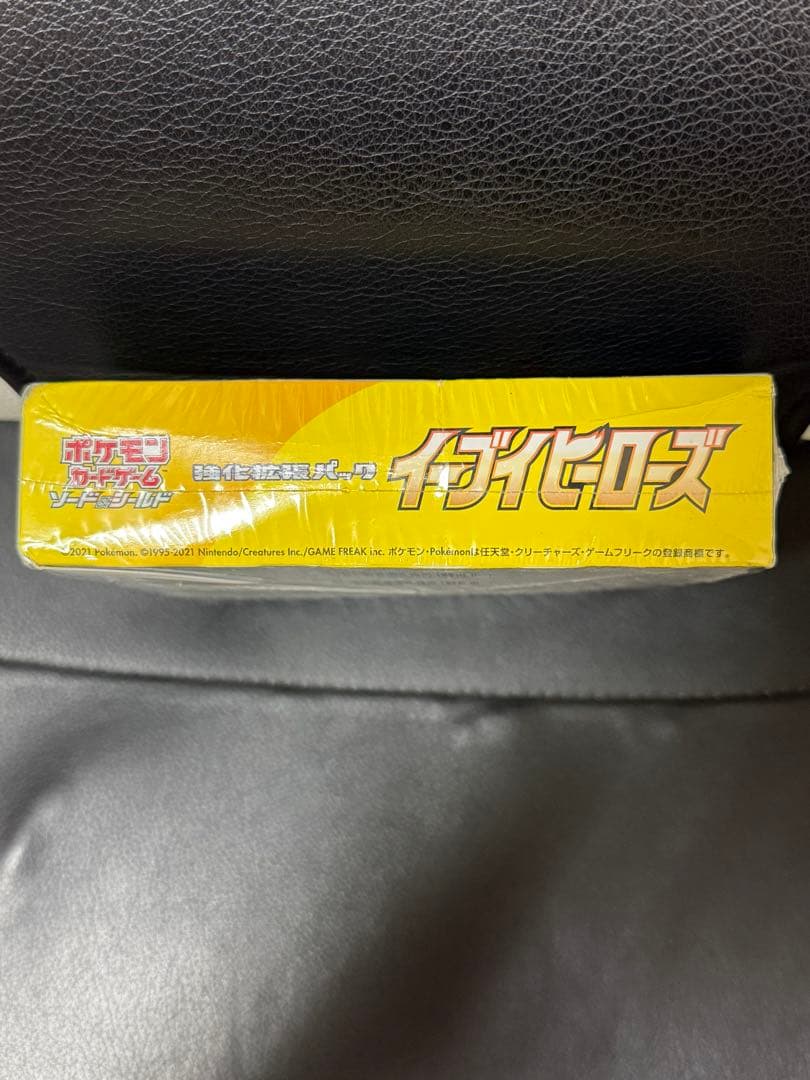 ポケモン
カードゲーム
ソード&シールド
強化拡張パック
イーブイヒーローズ
2021 Pokémon. ©1995-2021 Nintendo/Creatures Inc./GAME FREAK inc. ポケモン・Pokémonは任天堂・クリーチャーズ・ゲームフリークの登録商標です。